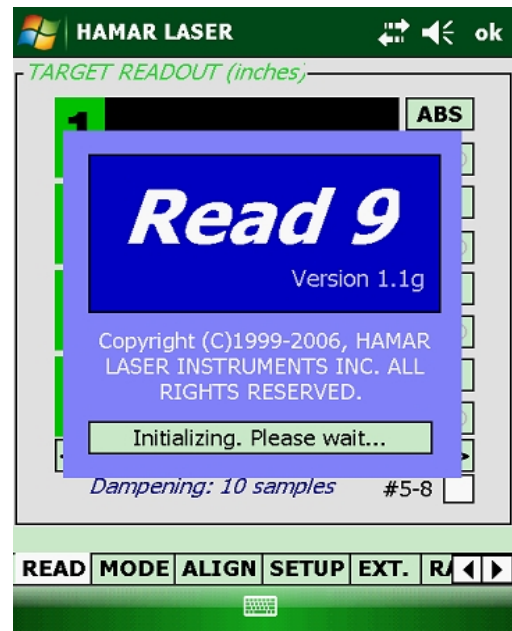 HAMAR LASER
ok
TARGET READOUT (inches)
1
ABS
Read 9
Version 1.1g
Copyright (C)1999-2006, HAMAR
LASER INSTRUMENTS INC. ALL
RIGHTS RESERVED.
Initializing. Please wait...
Dampening: 10 samples
#5-8
READ MODE ALIGN SETUP EXT.